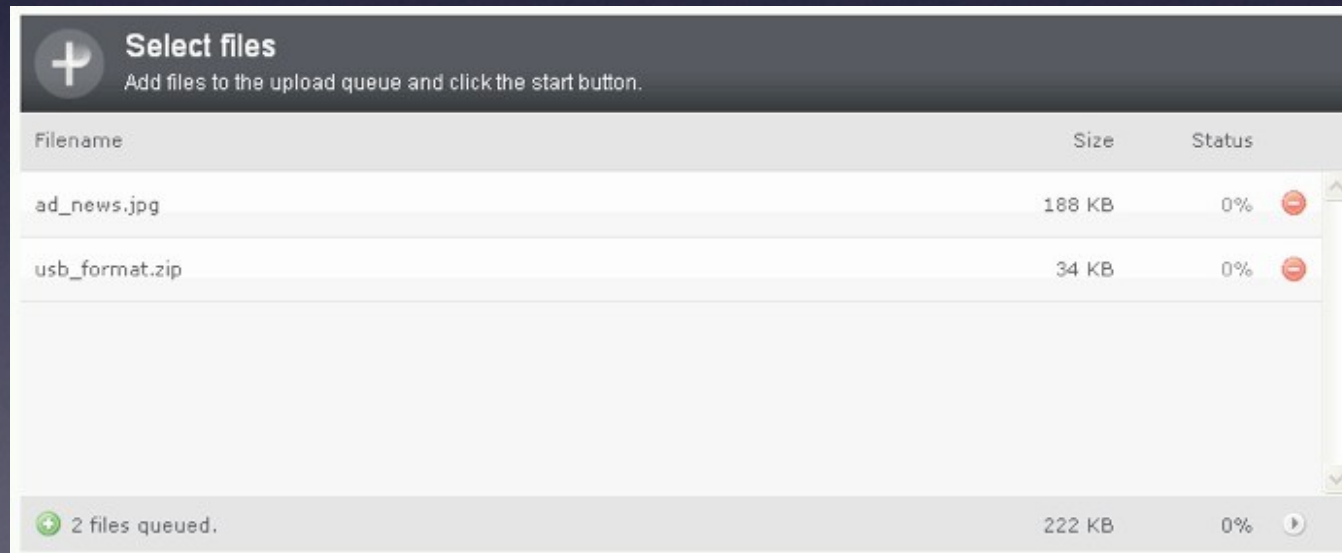 Select files
Add files to the upload queue and click the start button.
Filename Size Status
ad_news.jpg 188 KB 0%
usb_format.zip 34 KB 0%
2 files queued. 222 KB 0%